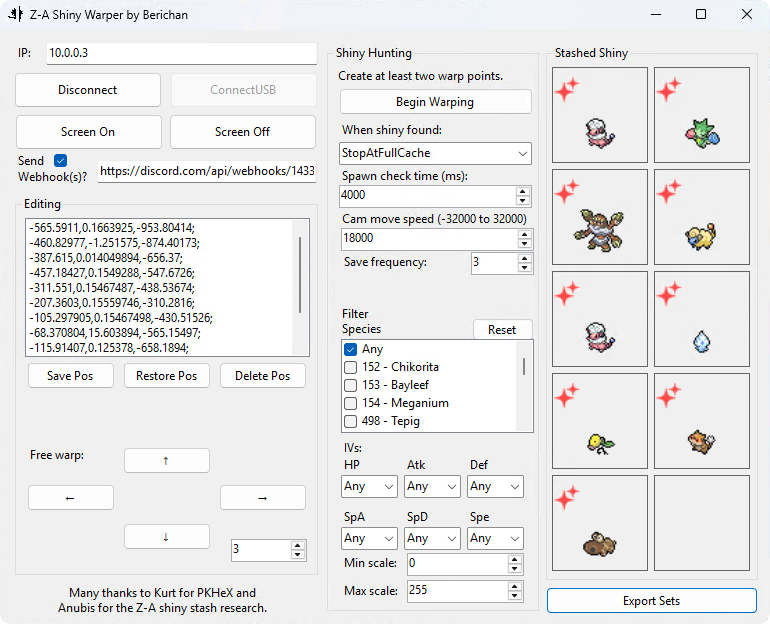 Z-A Shiny Warper by Berichan
IP:
10.0.0.3
Disconnect
ConnectUSB
Screen On
Screen Off
Send
Webhook(s)?
https://discord.com/api/webhooks/1433
Editing
-565.5911,0.1663925,-953.80414;
-460.82977,-1.251575,-874.40173;
-387.615,0.014049894,-656.37;
-457.18427,0.1549288,-547.6726;
-311.551,0.15467487,-438.53674;
-207.3603,0.15559746,-310.2816;
-105.297905,0.15467498,-430.51526;
-68.370804,15.603894,-565.15497;
-115.91407,0.125378,-658.1894;
Save Pos
Restore Pos
Delete Pos
Free warp:
↑
←
→
↓
3
Many thanks to Kurt for PKHeX and
Anubis for the Z-A shiny stash research.
Shiny Hunting
Create at least two warp points.
Begin Warping
When shiny found:
StopAtFullCache
Spawn check time (ms):
4000
Cam move speed (-32000 to 32000)
18000
Save frequency:
3
Filter
Species
Reset
Any
152 - Chikorita
153 - Bayleef
154 - Meganium
498 - Tepig
IVs:
HP
Atk
Def
Any
Any
Any
SpA
SpD
Spe
Any
Any
Any
Min scale:
0
Max scale:
255
Stashed Shiny
Export Sets